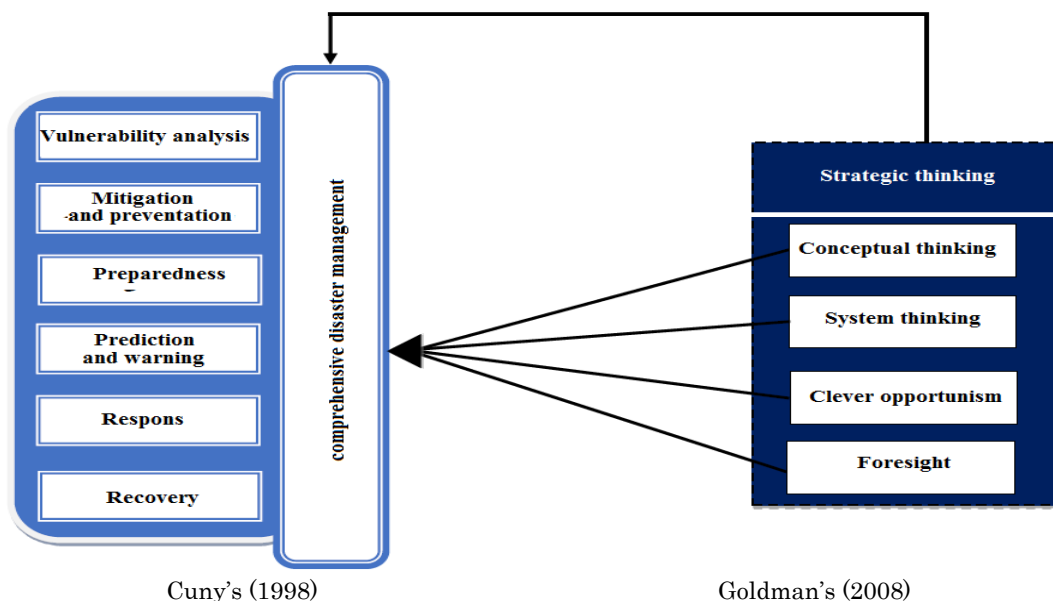 Vulnerability analysis
Mitigation
-and preventation
Preparedness
Prediction
and warning
Respons
Recovery
comprehensive disaster management
Strategic thinking
Conceptual thinking
System thinking
Clever opportunism
Foresight
Cuny’s (1998)
Goldman’s (2008)